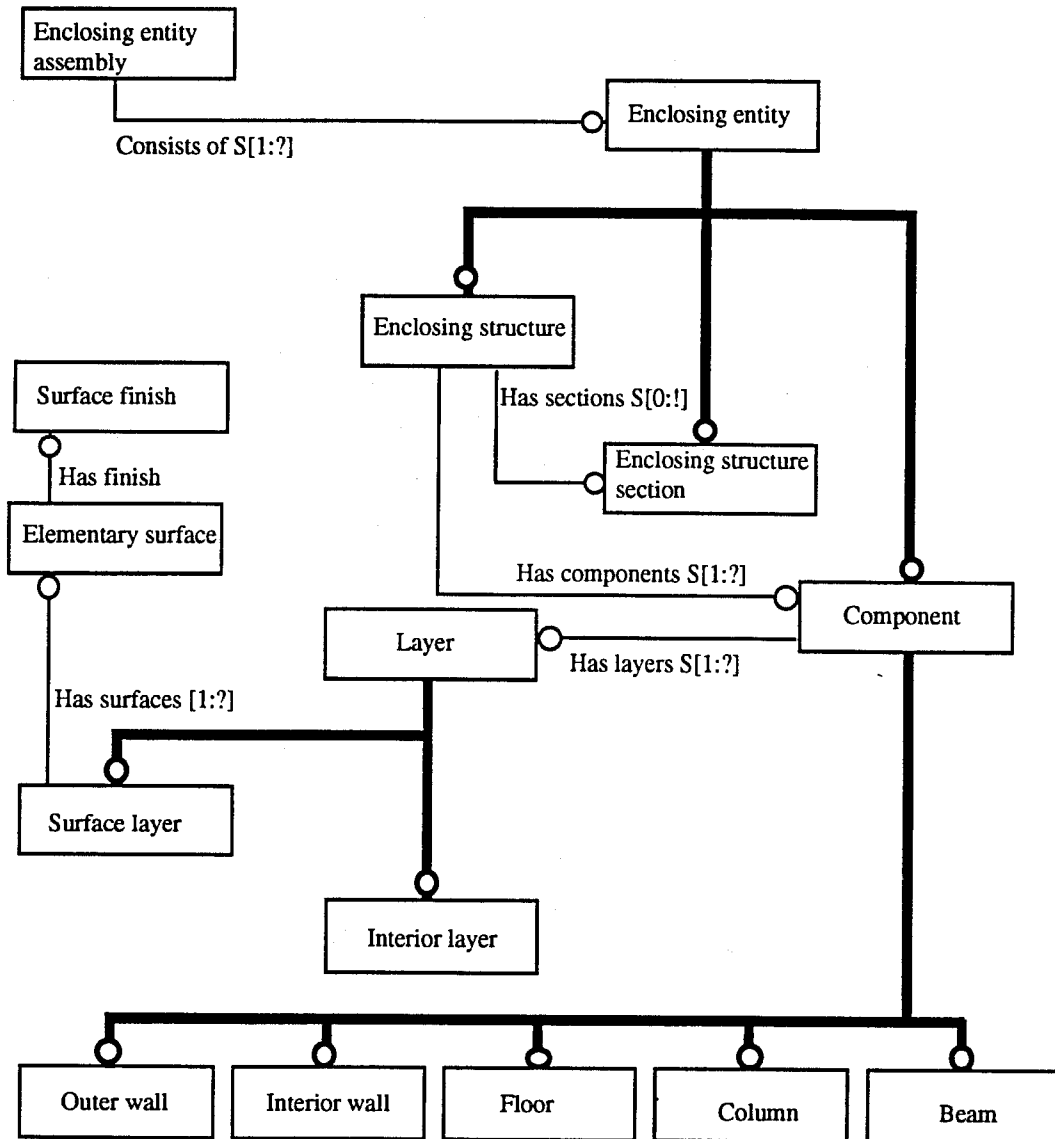 Enclosing entity
assembly
Enclosing entity
Consists of S[1:?]
Enclosing structure
Surface finish
Has sections S[0:!]
Enclosing structure
section
Has finish
Elementary surface
Has components S[1:?]
Component
Layer
Has layers S[1:?]
Has surfaces [1:?]
Surface layer
Interior layer
Outer wall
Interior wall
Floor
Column
Beam